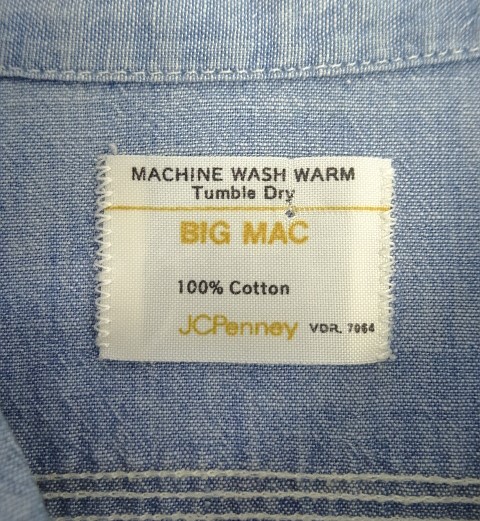 MACHINE WASH WARM
Tumble Dry
BIG MAC
100% Cotton
JCPenney VDR. 7064